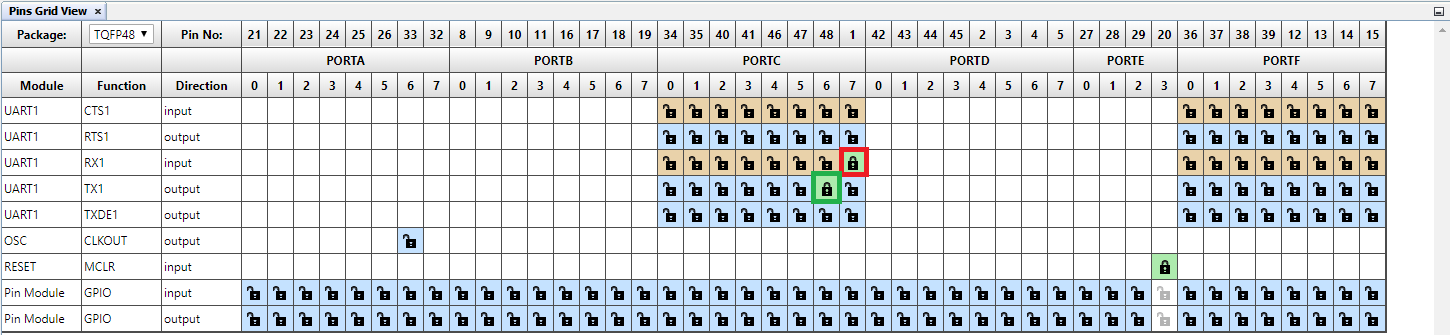 Pins Grid View ×
Package: TQFP48 Pin No: 21 22 23 24 25 26 33 32 8 9 10 11 16 17 18 19 34 35 40 41 46 47 48 1 42 43 44 45 2 3 4 5 27 28 29 20 36 37 38 39 12 13 14 15
PORTA PORTB PORTC PORTD PORTE PORTF
Module Function Direction 0 1 2 3 4 5 6 7 0 1 2 3 4 5 6 7 0 1 2 3 4 5 6 7 0 1 2 3 4 5 6 7 0 1 2 3 0 1 2 3 4 5 6 7
UART1 CTS1 input
UART1 RTS1 output
UART1 RX1 input
UART1 TX1 output
UART1 TXDE1 output
OSC CLKOUT output
RESET MCLR input
Pin Module GPIO input
Pin Module GPIO output